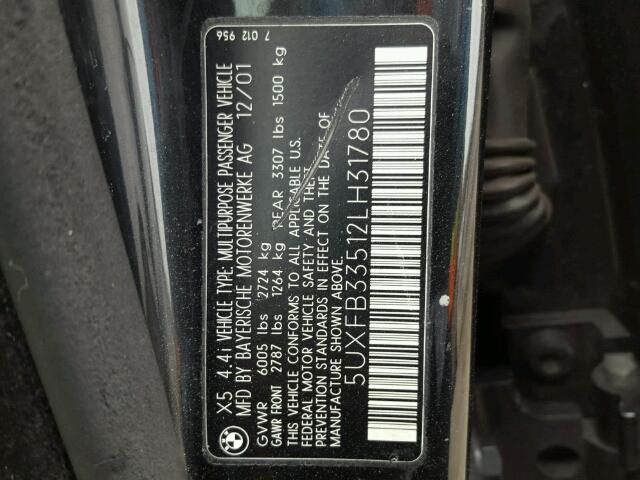 X5 4.4i VEHICLE TYPE: MULTIPURPOSE PASSENGER VEHICLE
7 012 956
MFD BY BAYERISCHE MOTORENWERKE AG 12/01
GVWR 6005 lbs 2724 kg
GAWR FRONT 2787 lbs 1264 kg REAR 3307 lbs 1500 kg
THIS VEHICLE CONFORMS TO ALL APPLICABLE U.S.
FEDERAL MOTOR VEHICLE SAFETY AND THEFT
PREVENTION STANDARDS IN EFFECT ON THE DATE OF
MFR SHOWN ABOVE.
5UXFB33512LH31780
BMW